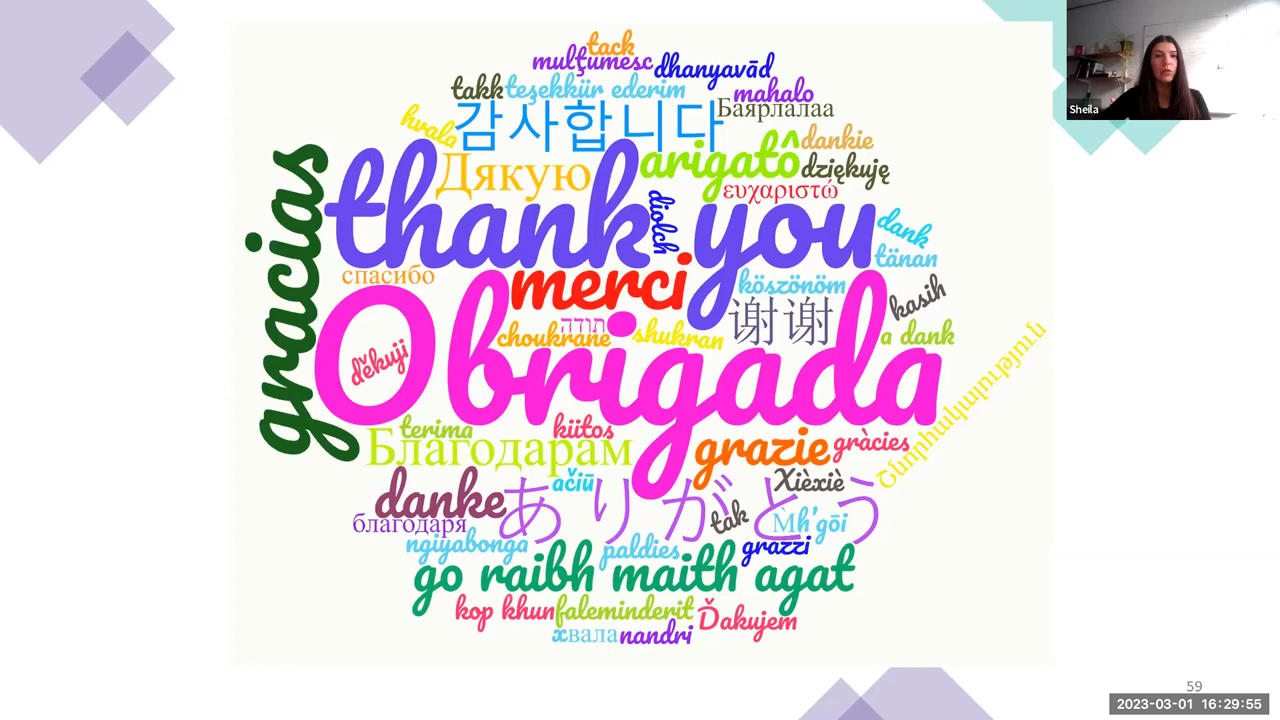 tack
mulţumesc
dhanyavād
takk
teşekkür ederim
mahalo
Баярлалаа
hvala
감사합니다
Дякую
arigatô
dankie
dziękuję
ευχαριστώ
gracias
thank you
diolch
dank
tänan
спасибо
merci
köszönöm
kasih
תודה
choukrane
shukran
谢谢
a dank
Obrigada
děkuji
Շնորհակալություն
terima
kiitos
Благодарам
grazie
gràcies
danke
ačiū
ありがとう
Xièxiè
благодаря
tak
M̀h'gōi
ngiyabonga
paldies
grazzi
go raibh maith agat
kop khun
faleminderit
Ďakujem
хвала
nandri
Sheila
59
2023-03-01 16:29:55